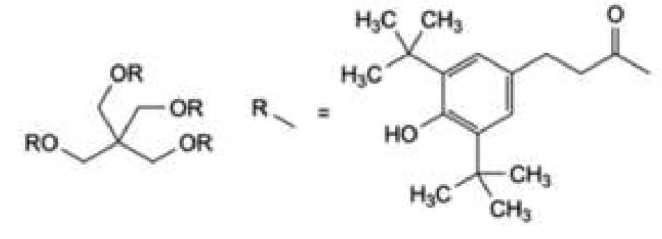 H₃C CH₃ O
OR H₃C
OR R =
RO OR HO
CH₃
H₃C
CH₃